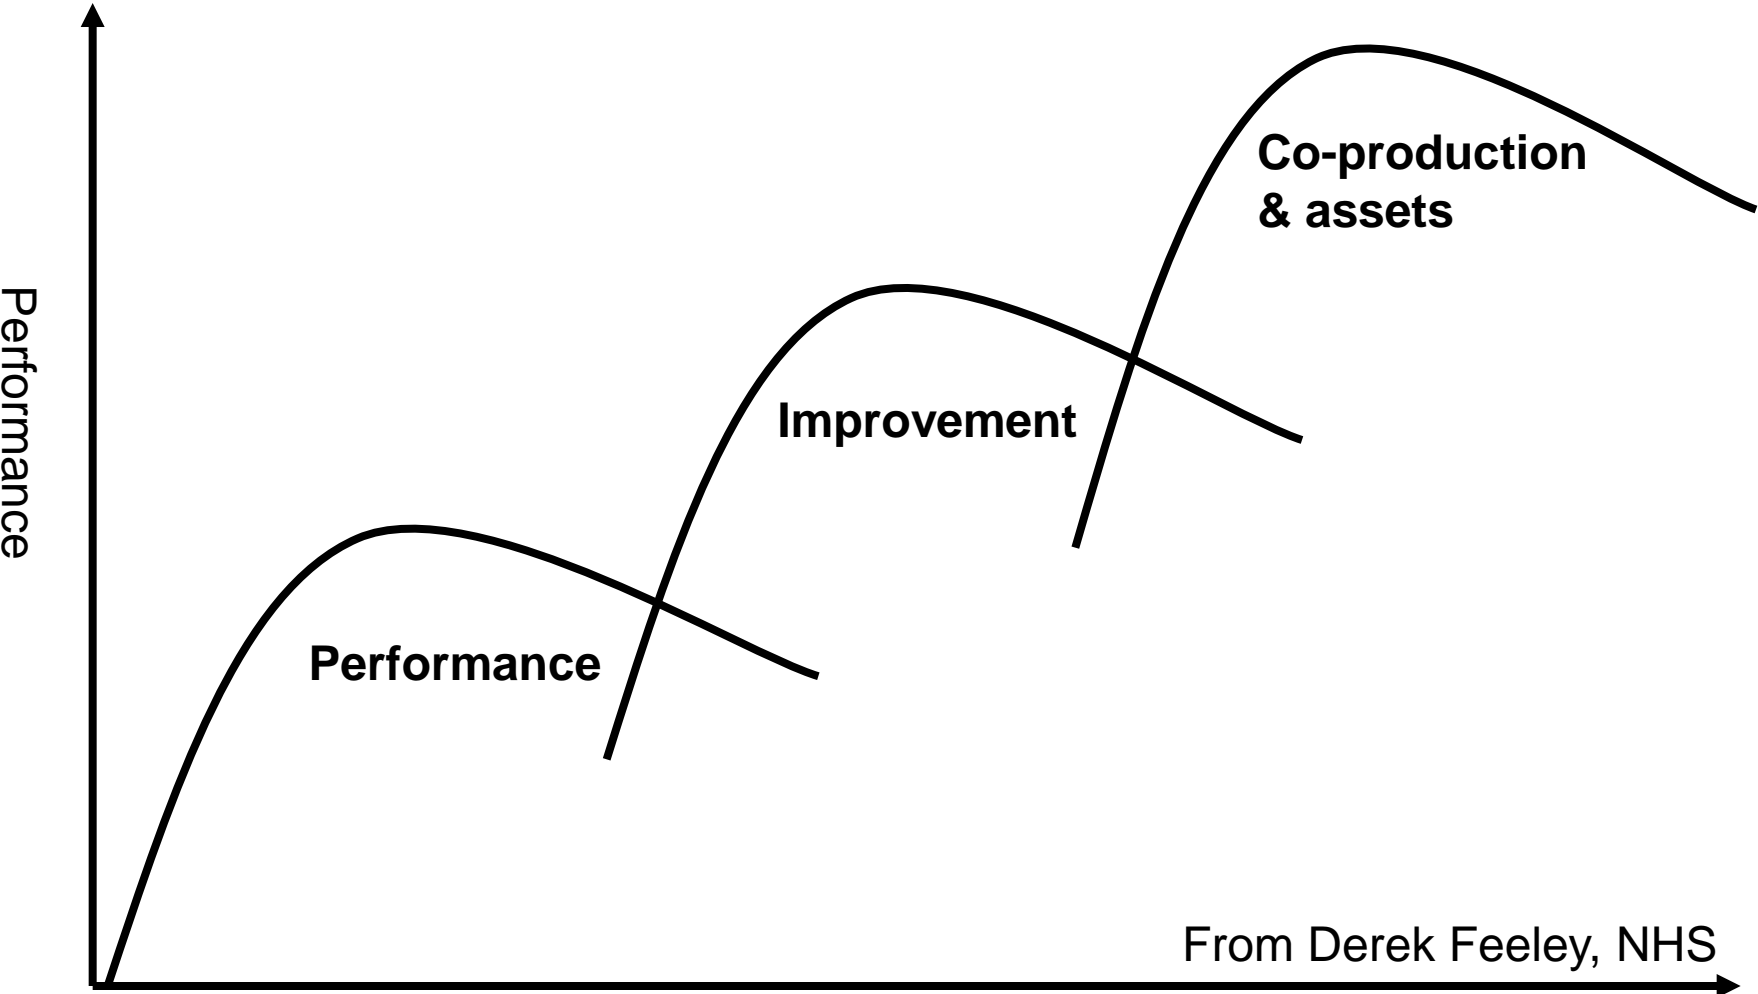 Co-production
& assets
Performance
Improvement
Performance
From Derek Feeley, NHS